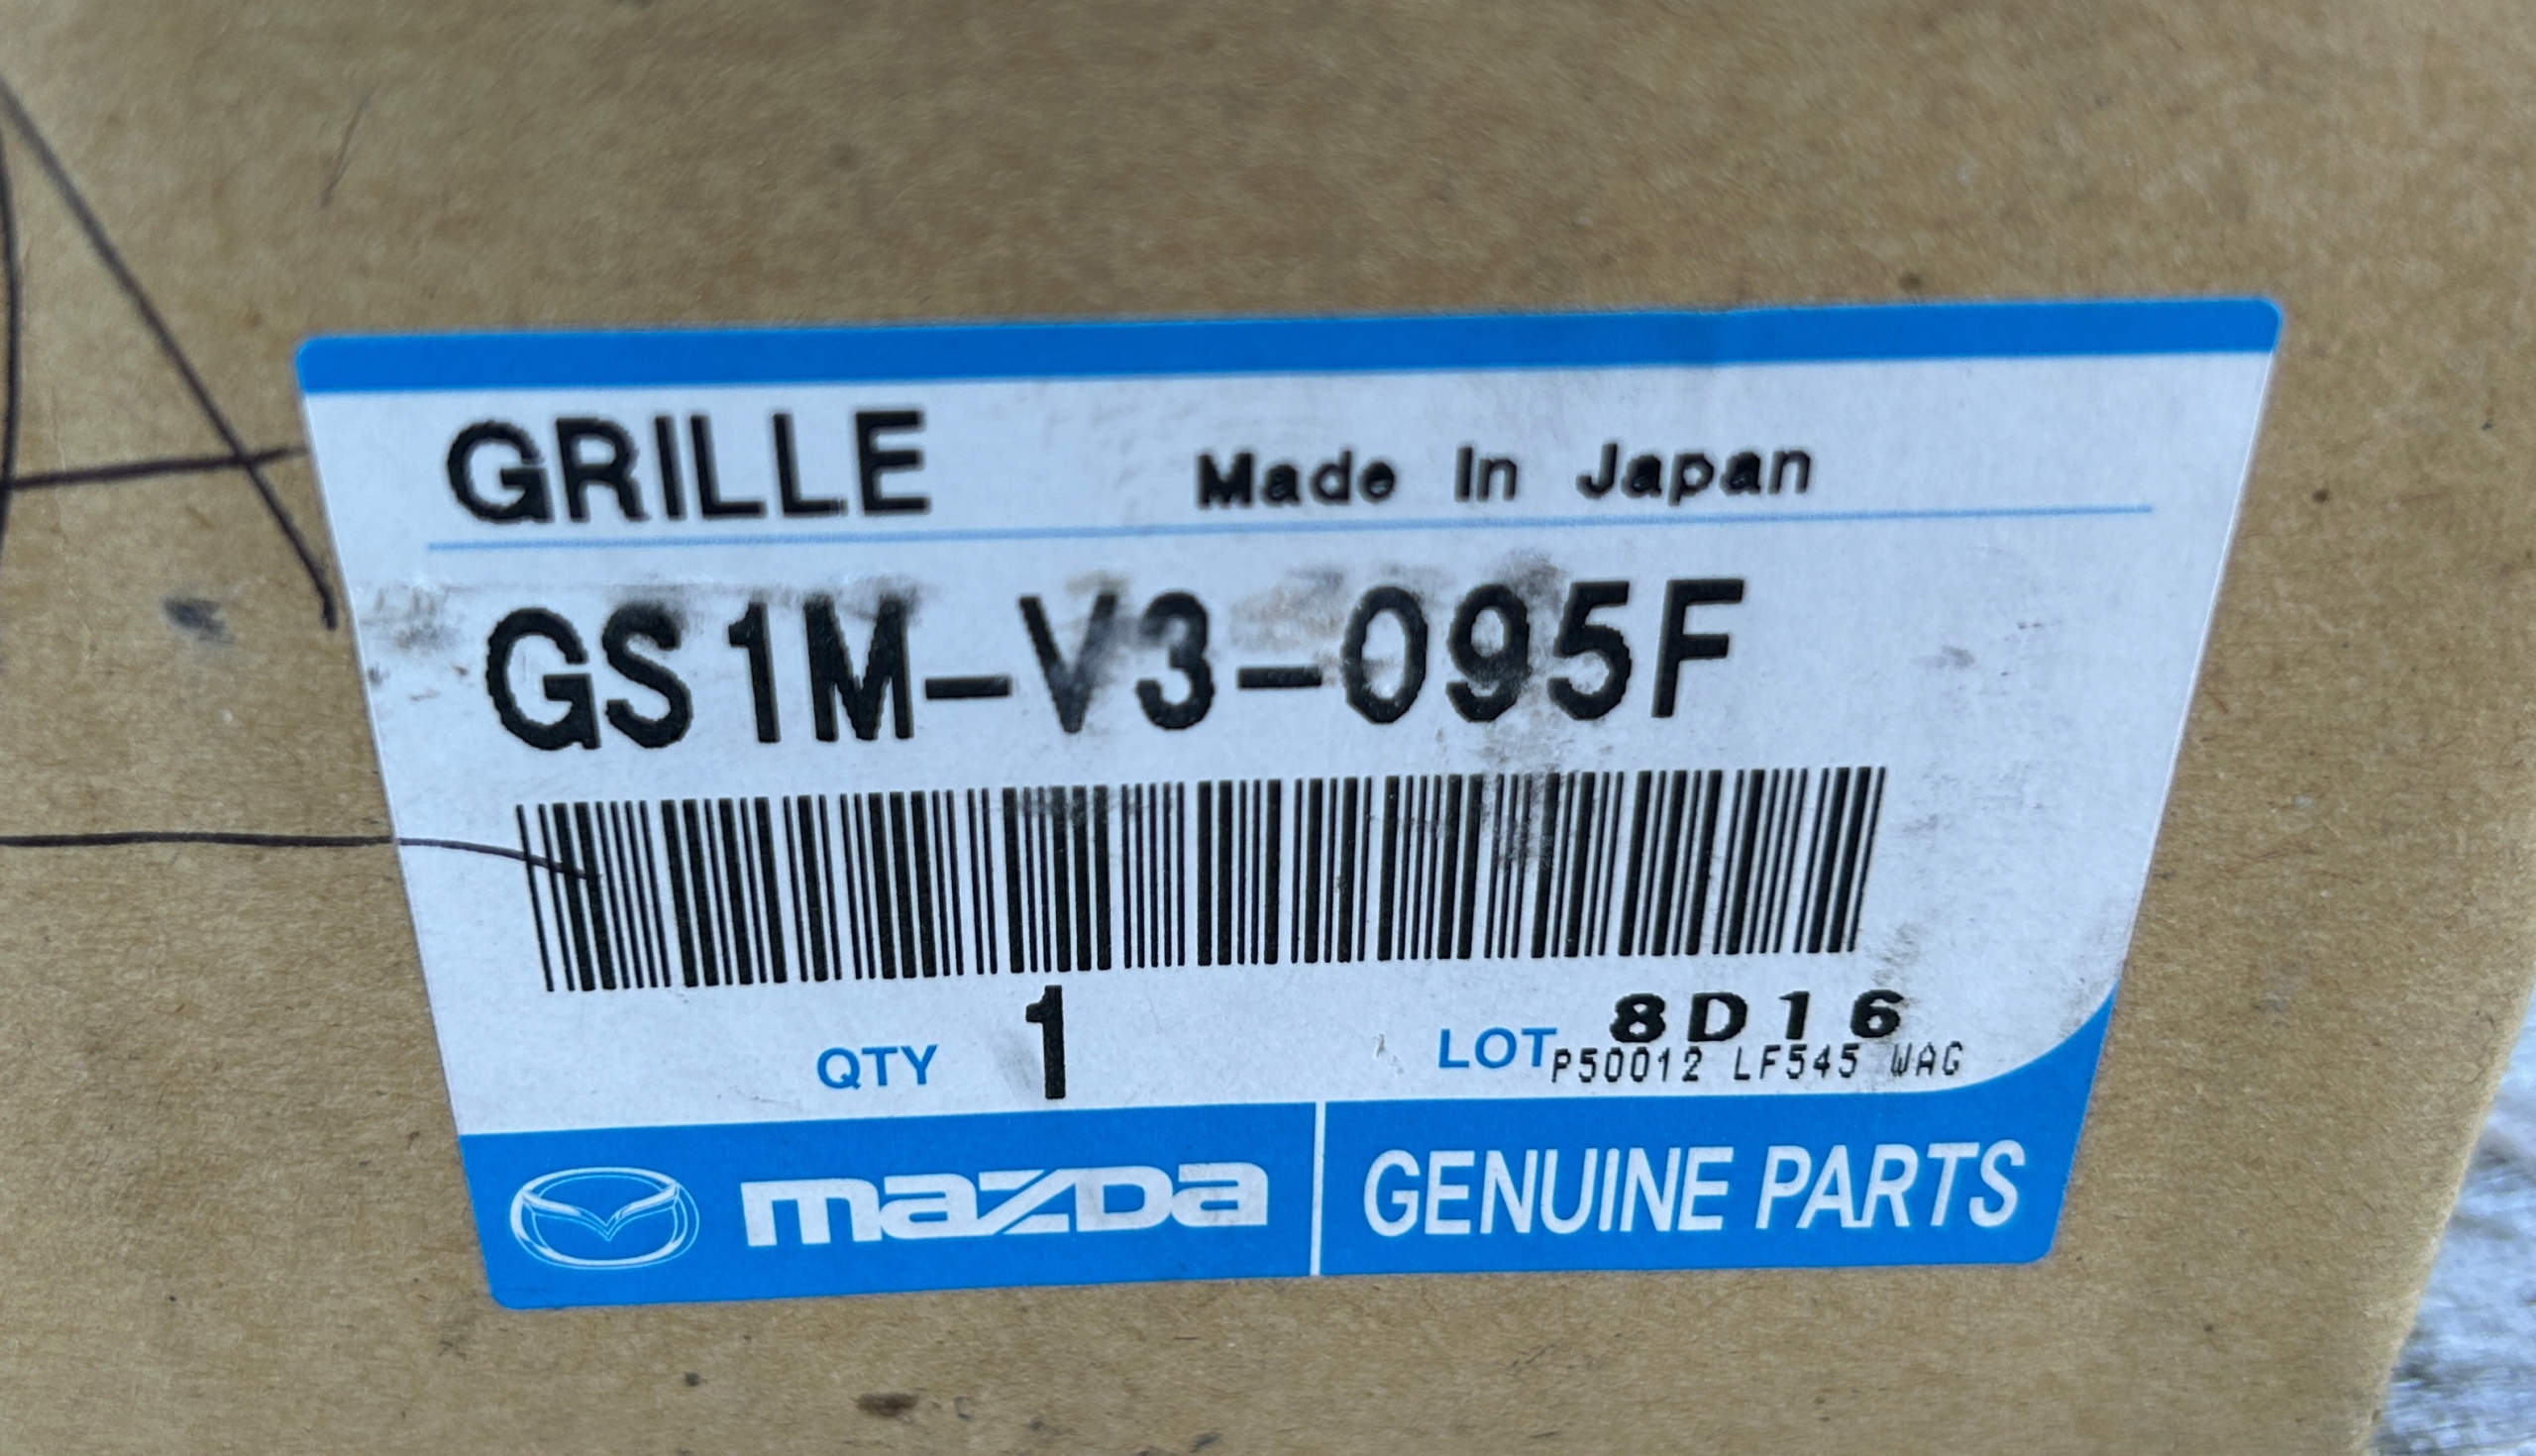 GRILLE Made In Japan
GS1M-V3-095F
QTY 1 LOT 8D16
P50012 LF545 WAG
mazda GENUINE PARTS